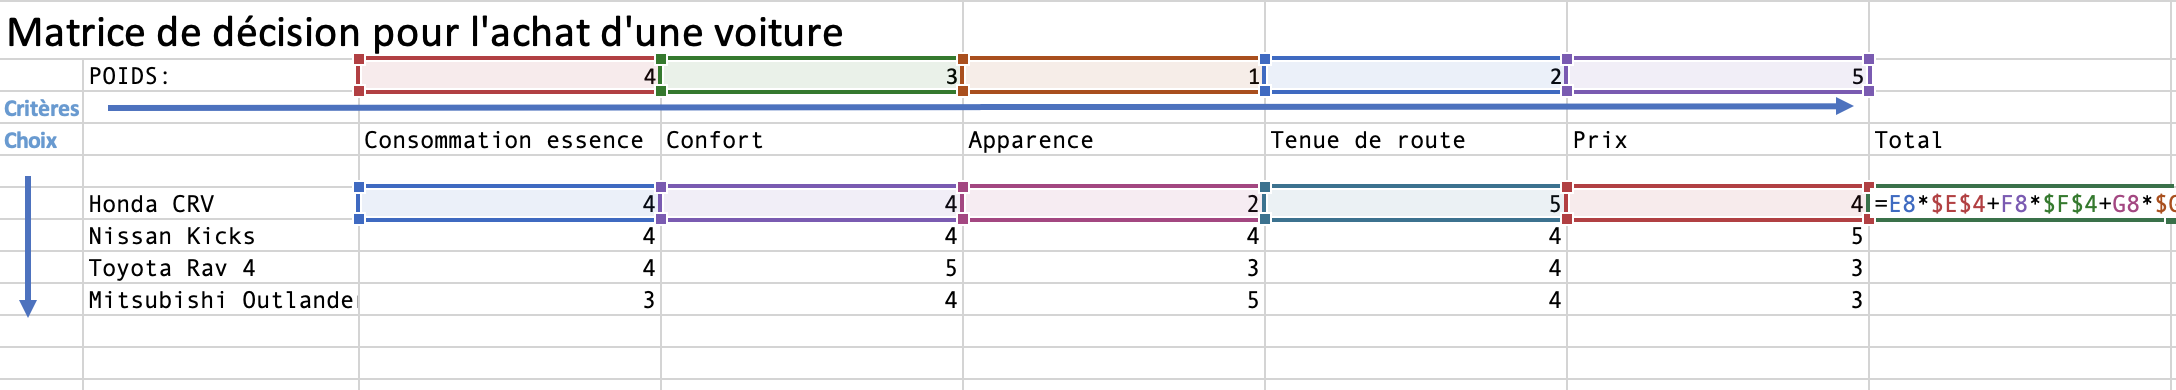 Matrice de décision pour l'achat d'une voiture
POIDS: 4 3 1 2 5
Critères
Choix Consommation essence Confort Apparence Tenue de route Prix Total
Honda CRV 4 4 2 5 4 =E8*$E$4+F8*$F$4+G8*$G
Nissan Kicks 4 4 4 4 5
Toyota Rav 4 4 5 3 4 3
Mitsubishi Outlander 3 4 5 4 3